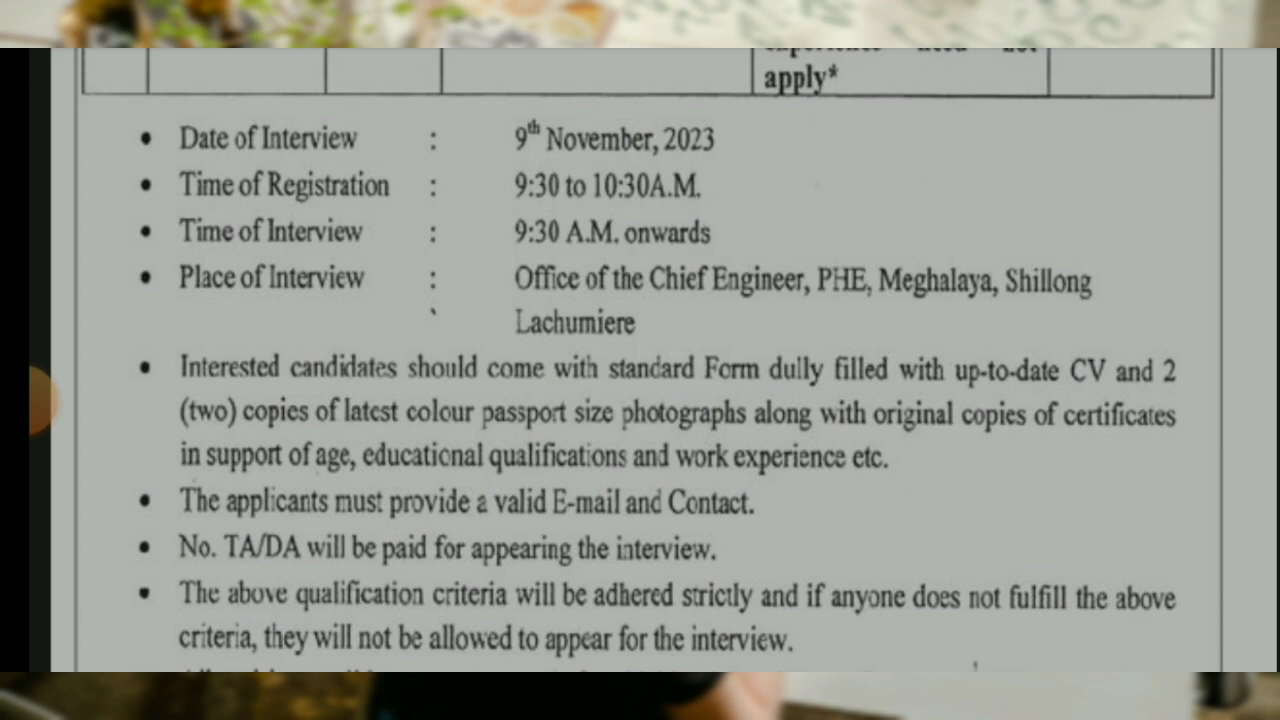 apply*
• Date of Interview : 9th November, 2023
• Time of Registration : 9:30 to 10:30A.M.
• Time of Interview : 9:30 A.M. onwards
• Place of Interview : Office of the Chief Engineer, PHE, Meghalaya, Shillong
Lachumiere
• Interested candidates should come with standard Form dully filled with up-to-date CV and 2
(two) copies of latest colour passport size photographs along with original copies of certificates
in support of age, educational qualifications and work experience etc.
• The applicants must provide a valid E-mail and Contact.
• No. TA/DA will be paid for appearing the interview.
• The above qualification criteria will be adhered strictly and if anyone does not fulfill the above
criteria, they will not be allowed to appear for the interview.